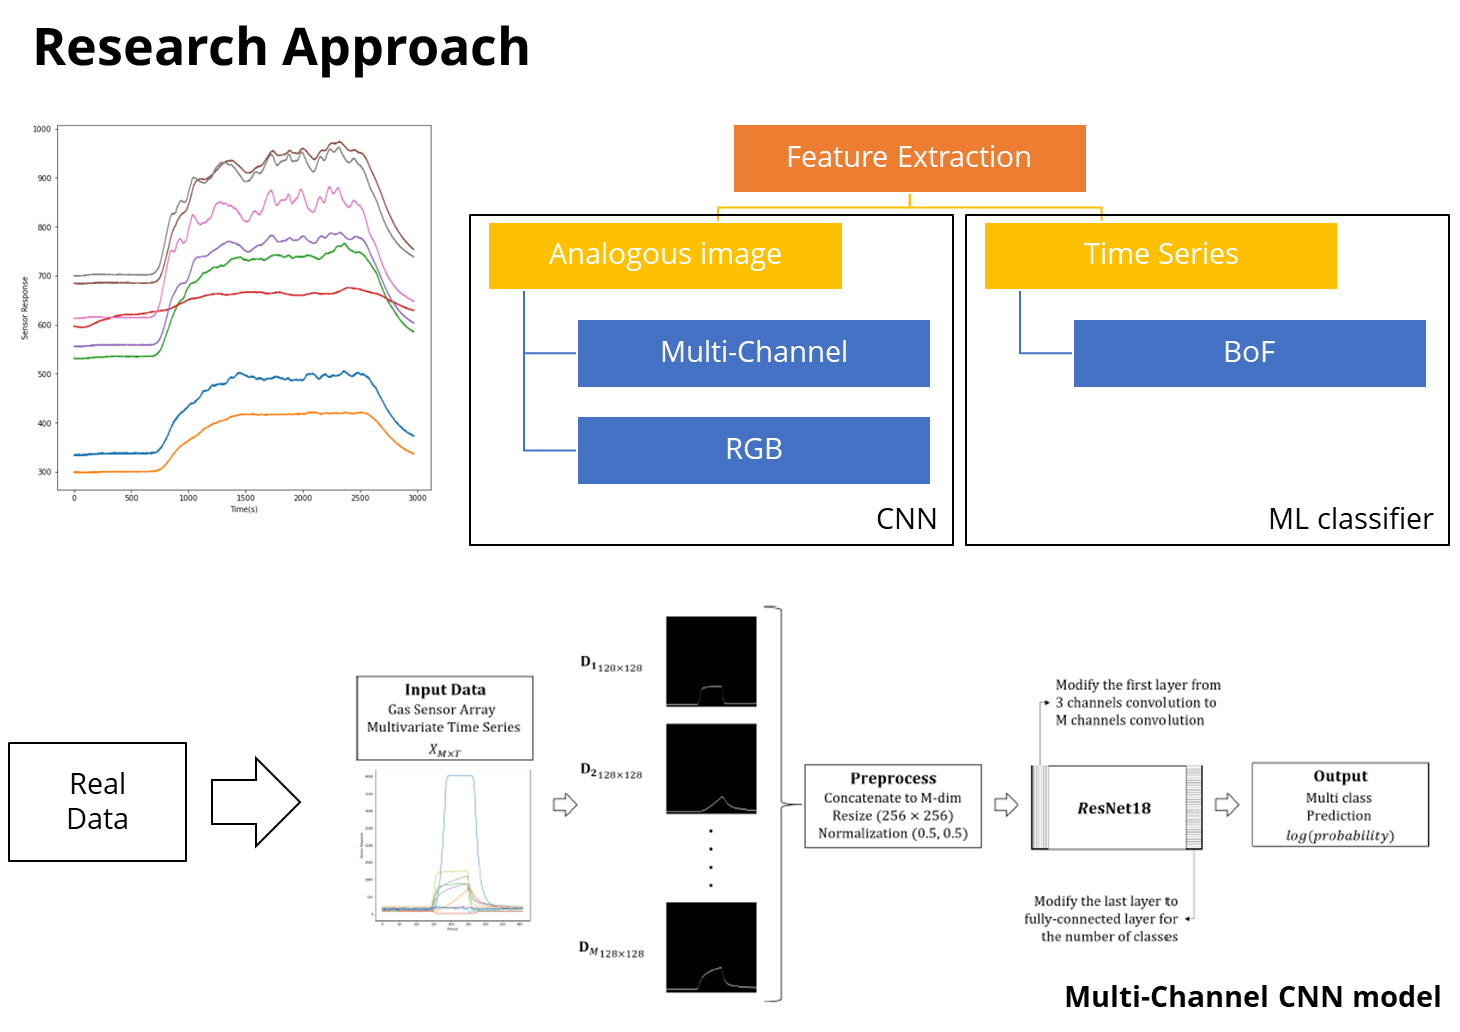 Research Approach
1000
900
800
700
600
500
400
300
Sensor Response
0 500 1000 1500 2000 2500 3000
Time(s)
Feature Extraction
Analogous image
Multi-Channel
RGB
CNN
Time Series
BoF
ML classifier
Real
Data
Input Data
Gas Sensor Array
Multivariate Time Series
X_{M×T}
D_{1 128×128}
D_{2 128×128}
D_{M 128×128}
Preprocess
Concatenate to M-dim
Resize (256 × 256)
Normalization (0.5, 0.5)
Modify the first layer from
3 channels convolution to
M channels convolution
ResNet18
Modify the last layer to
fully-connected layer for
the number of classes
Output
Multi class
Prediction
log(probability)
Multi-Channel CNN model